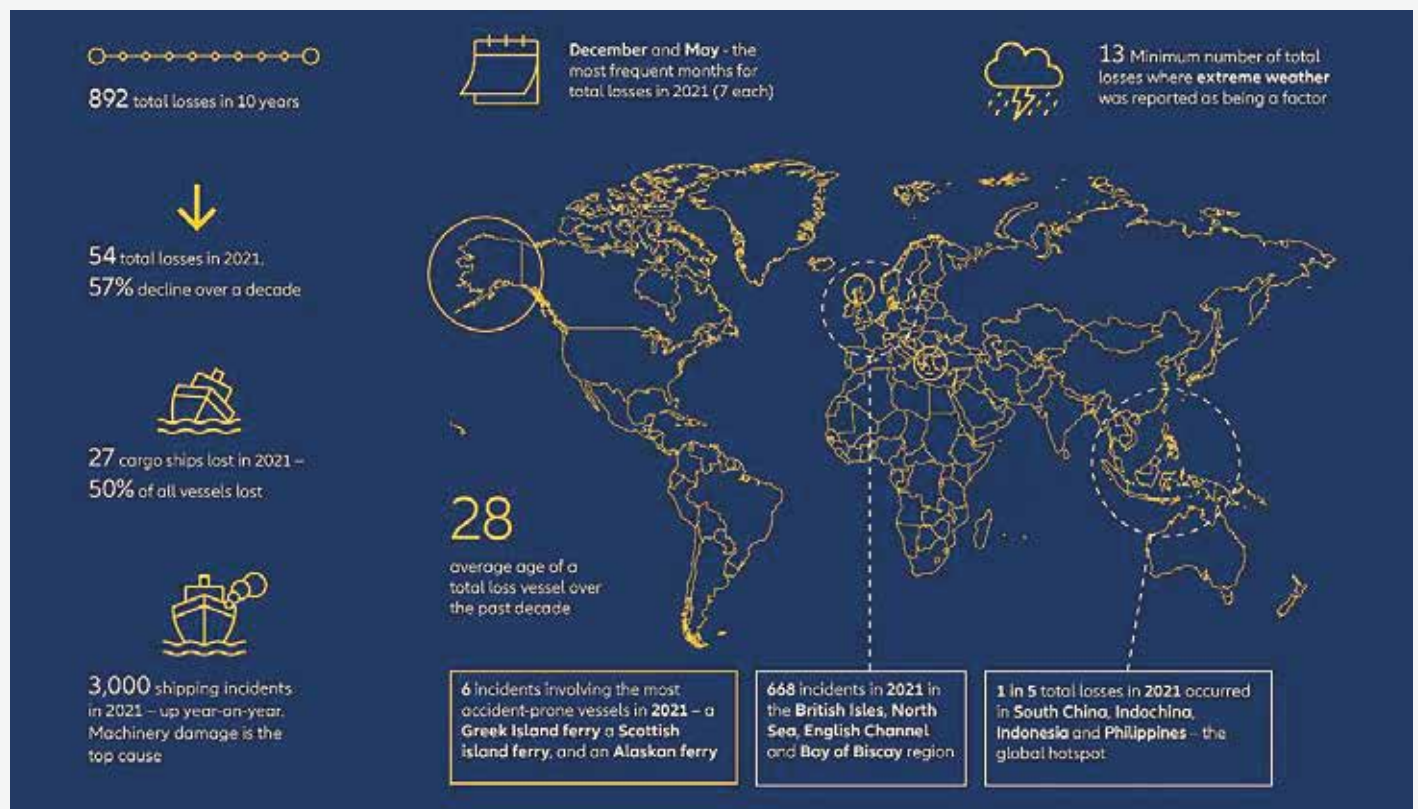 892 total losses in 10 years
December and May - the
most frequent months for
total losses in 2021 (7 each)
13 Minimum number of total
losses where extreme weather
was reported as being a factor
54 total losses in 2021,
57% decline over a decade
27 cargo ships lost in 2021 –
50% of all vessels lost
3,000 shipping incidents
in 2021 – up year-on-year.
Machinery damage is the
top cause
28
average age of a
total loss vessel over
the past decade
6 incidents involving the most
accident-prone vessels in 2021 – a
Greek Island ferry a Scottish
island ferry, and an Alaskan ferry
668 incidents in 2021 in
the British Isles, North
Sea, English Channel
and Bay of Biscay region
1 in 5 total losses in 2021 occurred
in South China, Indochina,
Indonesia and Philippines – the
global hotspot